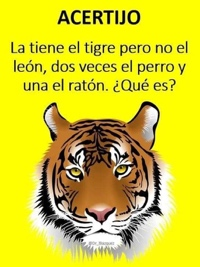 ACERTIJO
La tiene el tigre pero no el
león, dos veces el perro y
una el ratón. ¿Qué es?